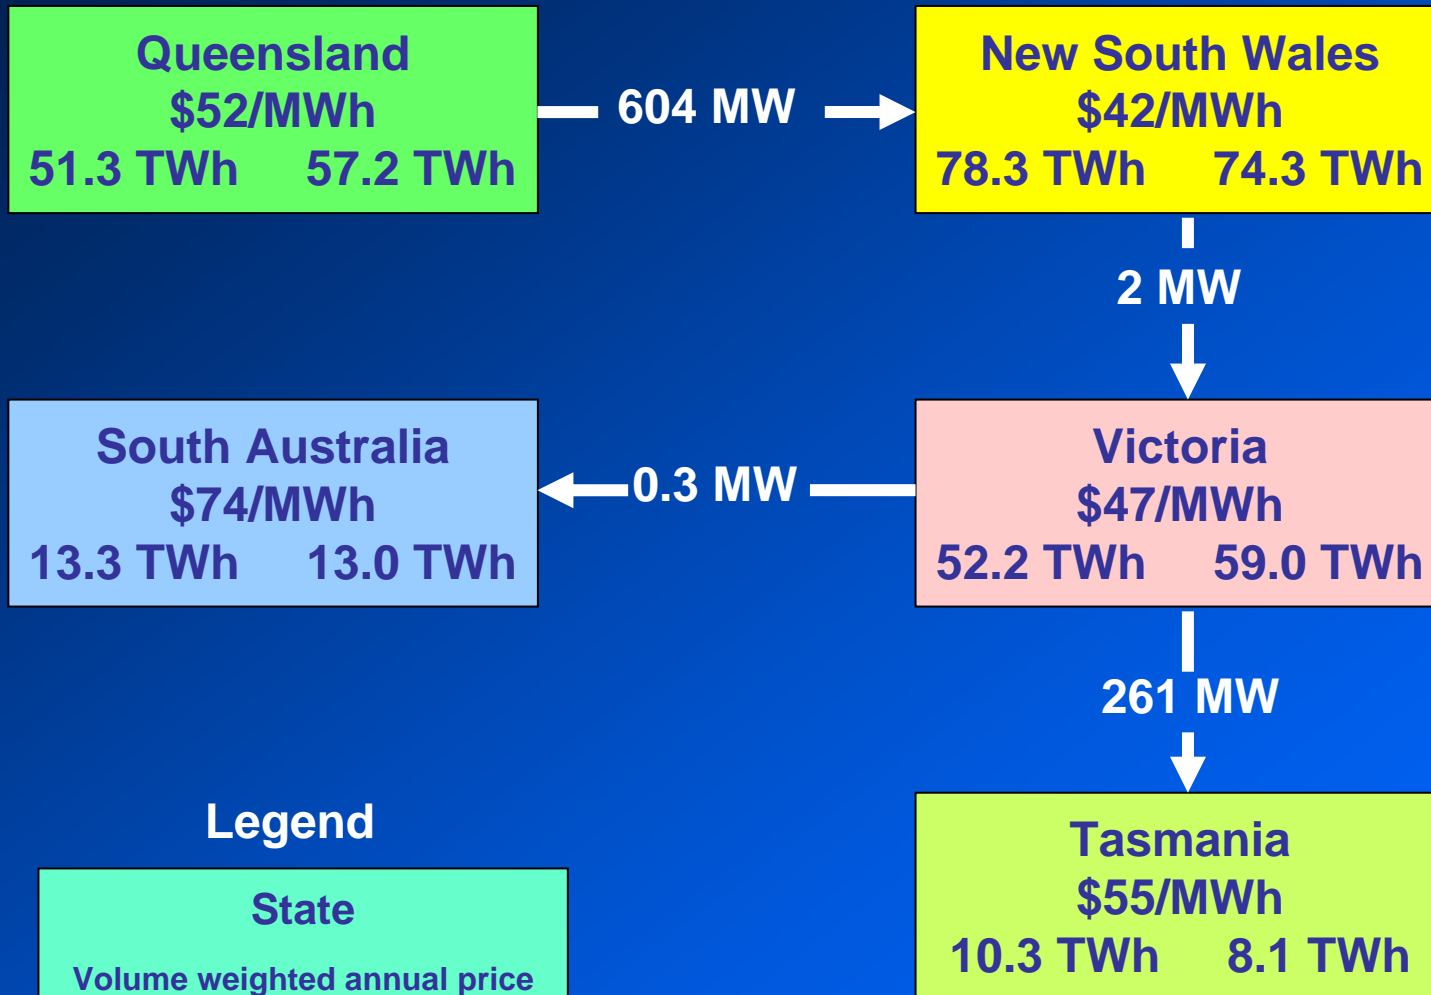 Queensland
$52/MWh
51.3 TWh 57.2 TWh
604 MW
New South Wales
$42/MWh
78.3 TWh 74.3 TWh
2 MW
South Australia
$74/MWh
13.3 TWh 13.0 TWh
0.3 MW
Victoria
$47/MWh
52.2 TWh 59.0 TWh
261 MW
Legend
State
Volume weighted annual price
Tasmania
$55/MWh
10.3 TWh 8.1 TWh